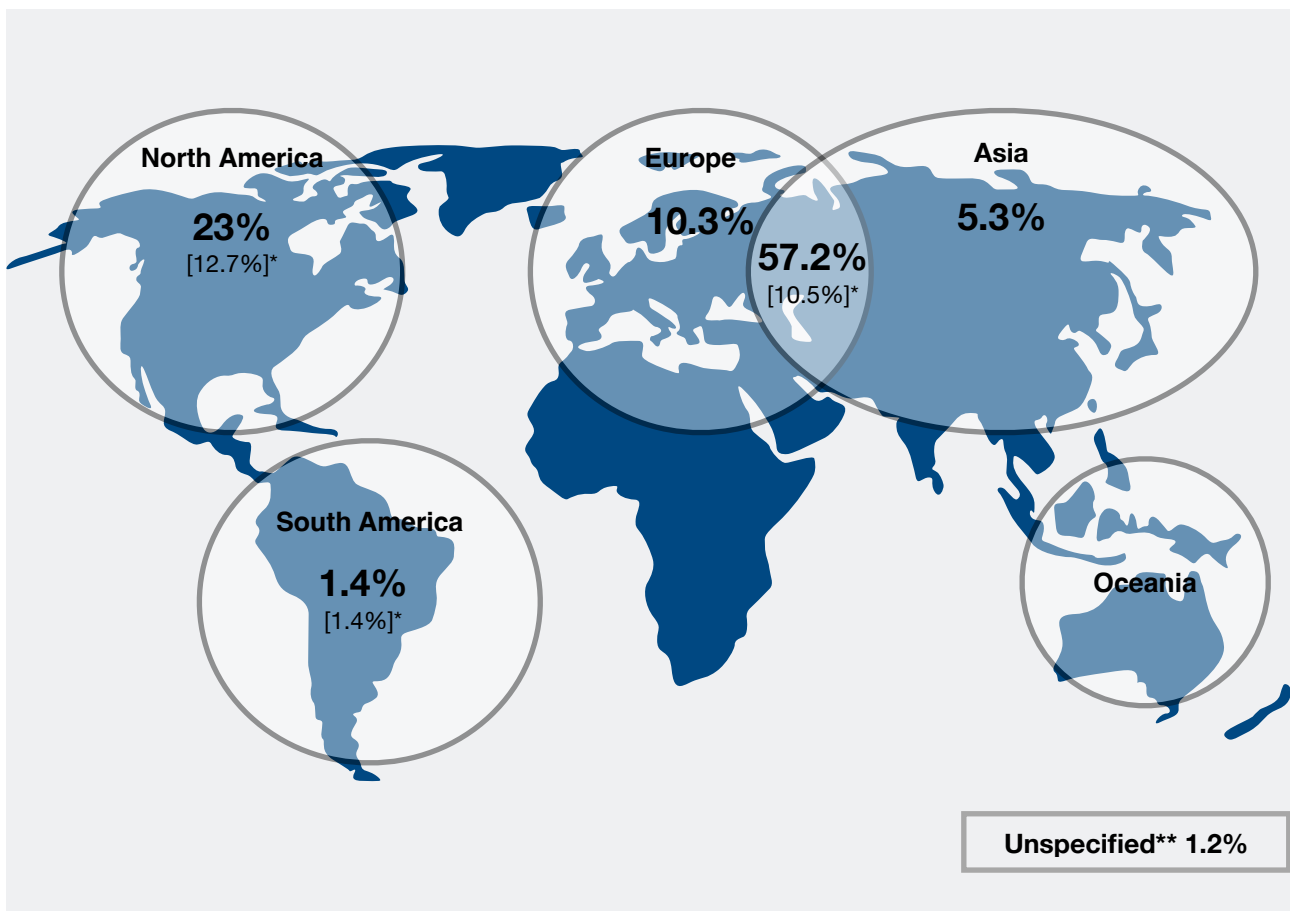 North America
23%
[12.7%]*
Europe
10.3%
57.2%
[10.5%]*
Asia
5.3%
South America
1.4%
[1.4%]*
Oceania
Unspecified** 1.2%